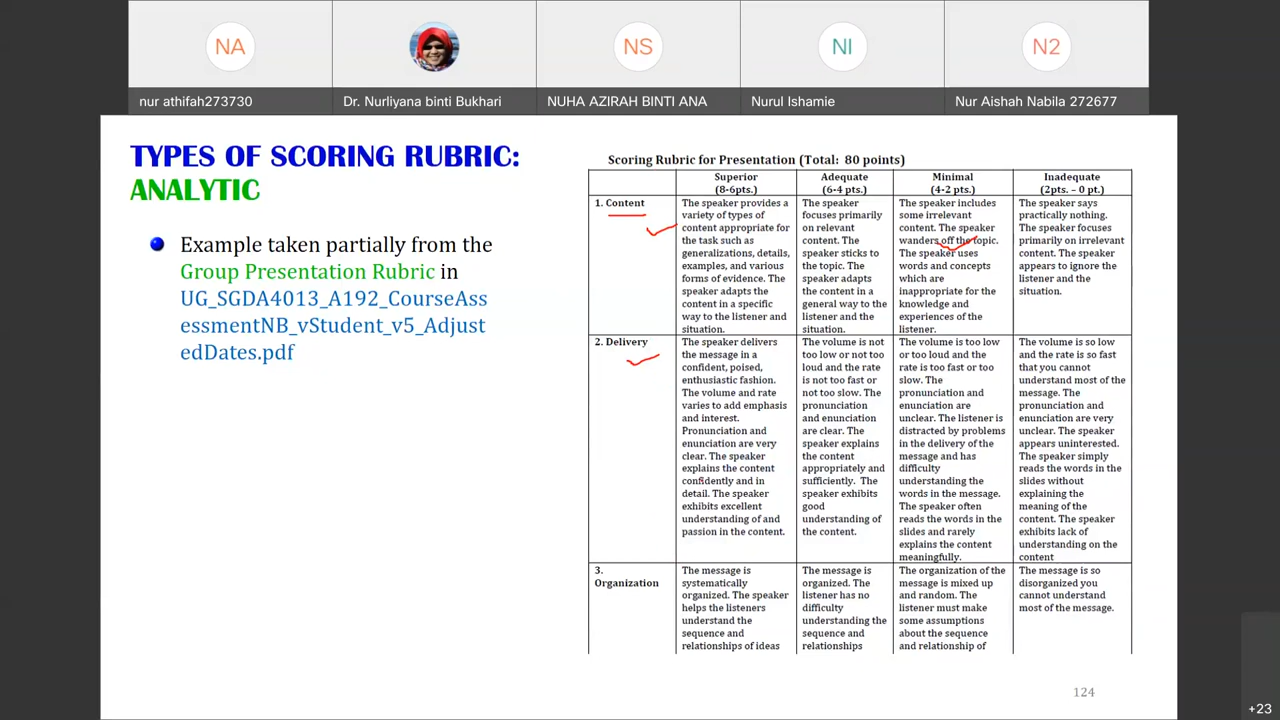 NA
NS
NI
N2
nur athifah273730
Dr. Nurliyana binti Bukhari
NUHA AZIRAH BINTI ANA
Nurul Ishamie
Nur Aishah Nabila 272677
TYPES OF SCORING RUBRIC:
ANALYTIC
Example taken partially from the
Group Presentation Rubric in
UG_SGDA4013_A192_CourseAss
essmentNB_vStudent_v5_Adjust
edDates.pdf
Scoring Rubric for Presentation (Total: 80 points)
Superior
(8-6pts.)
Adequate
(6-4 pts.)
Minimal
(4-2 pts.)
Inadequate
(2pts. – 0 pt.)
1. Content
The speaker provides a
variety of types of
content appropriate for
the task such as
generalizations, details,
examples, and various
forms of evidence. The
speaker adapts the
content in a specific
way to the listener and
situation.
The speaker
focuses primarily
on relevant
content. The
speaker sticks to
the topic. The
speaker adapts
the content in a
general way to the
listener and the
situation.
The speaker includes
some irrelevant
content. The speaker
wanders off the topic.
The speaker uses
words and concepts
which are
inappropriate for the
knowledge and
experiences of the
listener.
The speaker says
practically nothing.
The speaker focuses
primarily on irrelevant
content. The speaker
appears to ignore the
listener and the
situation.
2. Delivery
The speaker delivers
the message in a
confident, poised,
enthusiastic fashion.
The volume and rate
varies to add emphasis
and interest.
Pronunciation and
enunciation are very
clear. The speaker
explains the content
confidently and in
detail. The speaker
exhibits excellent
understanding of and
passion in the content.
The volume is not
too low or not too
loud and the rate
is not too fast or
not too slow. The
pronunciation
and enunciation
are clear. The
speaker explains
the content
appropriately and
sufficiently. The
speaker exhibits
good
understanding of
the content.
The volume is too low
or too loud and the
rate is too fast or too
slow. The
pronunciation and
enunciation are
unclear. The listener is
distracted by problems
in the delivery of the
message and has
difficulty
understanding the
words in the message.
The speaker often
reads the words in the
slides and rarely
explains the content
meaningfully.
The volume is so low
and the rate is so fast
that you cannot
understand most of the
message. The
pronunciation and
enunciation are very
unclear. The speaker
appears uninterested.
The speaker simply
reads the words in the
slides without
explaining the
meaning of the
content. The speaker
exhibits lack of
understanding on the
content
3.
Organization
The message is
systematically
organized. The speaker
helps the listeners
understand the
sequence and
relationships of ideas
The message is
organized. The
listener has no
difficulty
understanding the
sequence and
relationships
The organization of the
message is mixed up
and random. The
listener must make
some assumptions
about the sequence
and relationship of
The message is so
disorganized you
cannot understand
most of the message.
124
+23